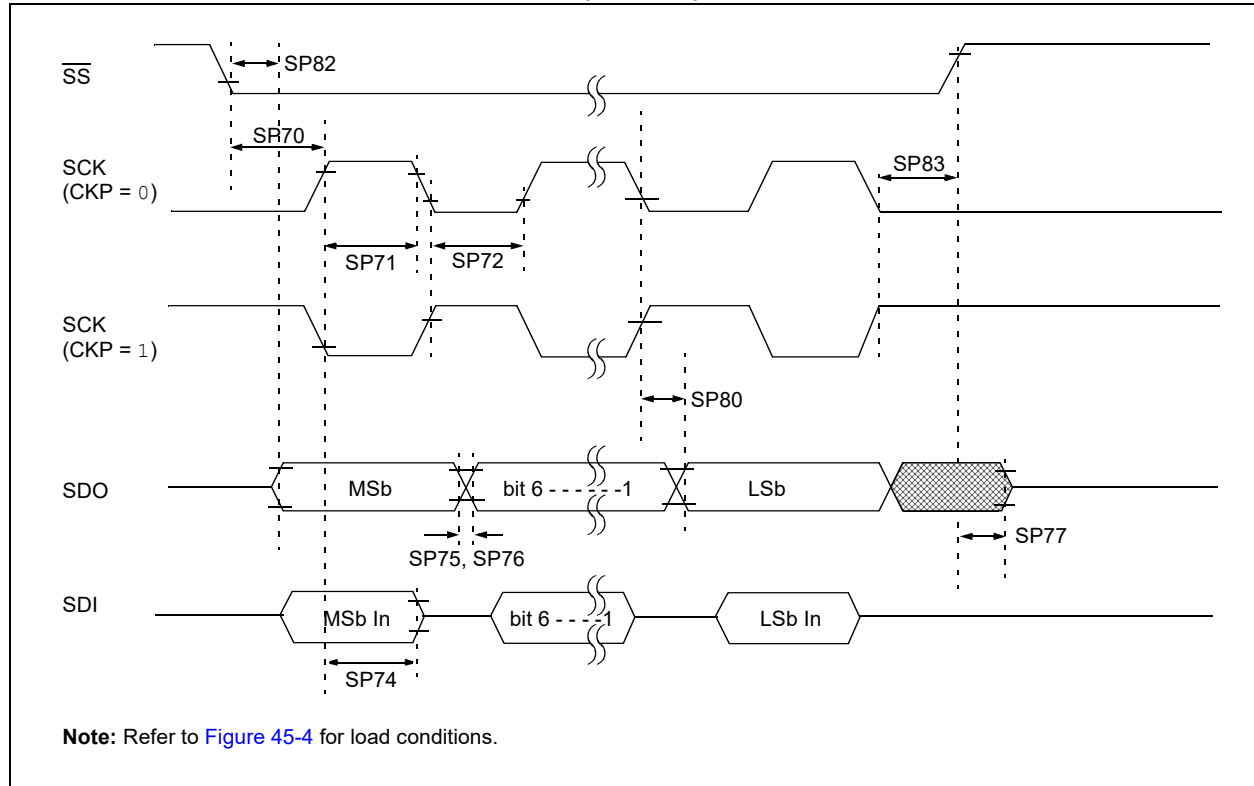 SS
SP82
SP70
SCK
(CKP = 0)
SP83
SP71
SP72
SCK
(CKP = 1)
SP80
SDO
MSb
bit 6 - - - - - -1
LSb
SP75, SP76
SP77
SDI
MSb In
bit 6 - - - -1
LSb In
SP74
Note: Refer to Figure 45-4 for load conditions.